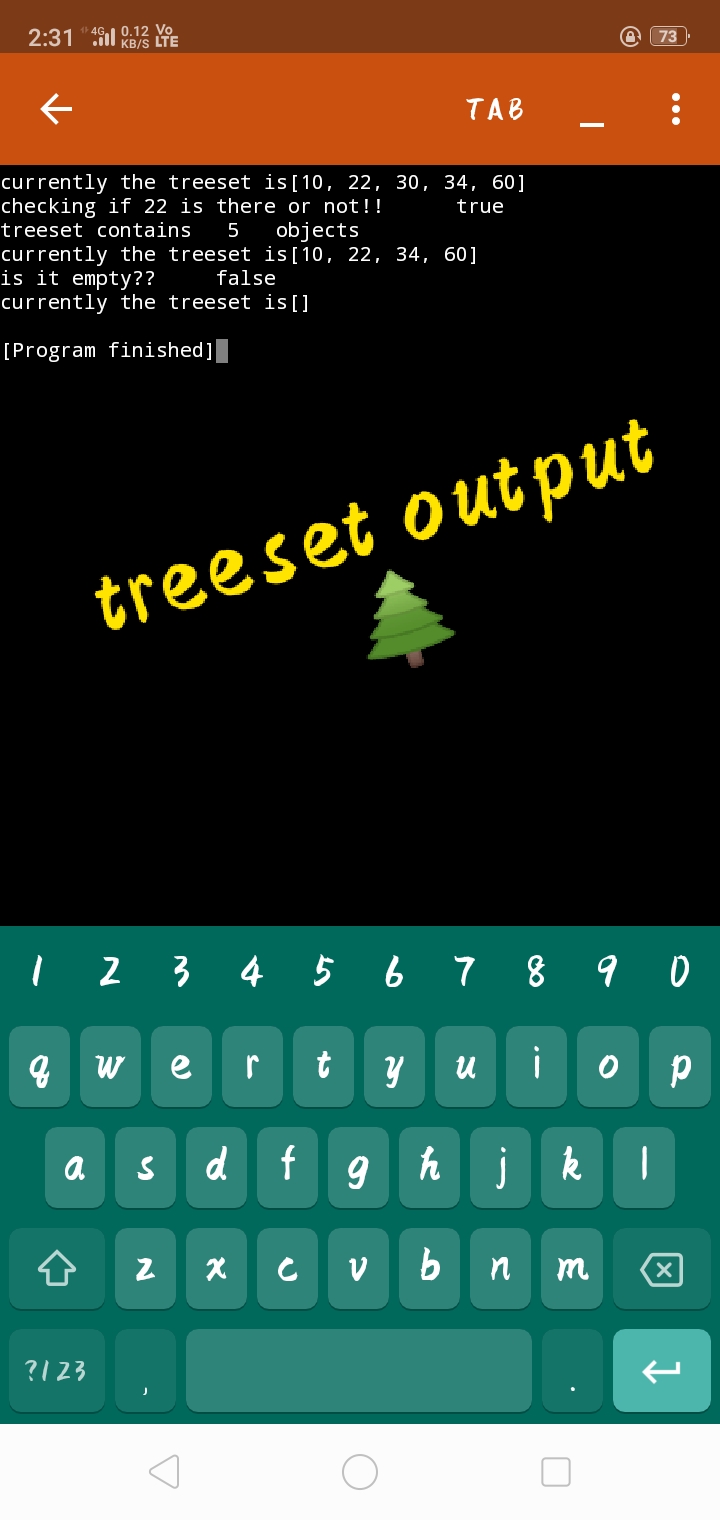 2:31 4G 0.12 KB/S Vo LTE 73
TAB _
currently the treeset is[10, 22, 30, 34, 60]
checking if 22 is there or not!!      true
treeset contains   5   objects
currently the treeset is[10, 22, 34, 60]
is it empty??     false
currently the treeset is[]
[Program finished]
treeset output
1 2 3 4 5 6 7 8 9 0
q w e r t y u i o p
a s d f g h j k l
z x c v b n m
?123 , .